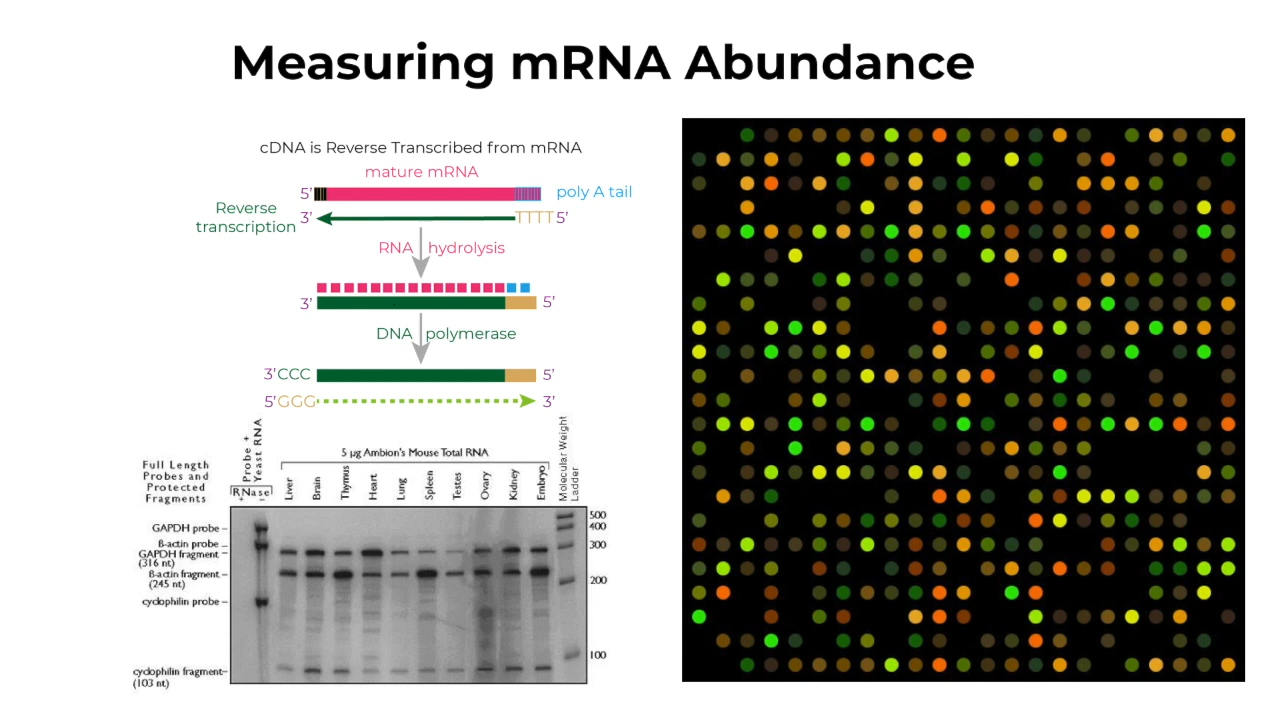 Measuring mRNA Abundance
cDNA is Reverse Transcribed from mRNA
mature mRNA
5' poly A tail
Reverse
transcription
3' TTTT 5'
RNA hydrolysis
3' 5'
DNA polymerase
3' CCC 5'
5' GGG 3'
Full Length
Probes and
Protected
Fragments
Probe +
Yeast RNA
RNase
+ –
5 µg Ambion's Mouse Total RNA
Liver
Brain
Thymus
Heart
Lung
Spleen
Testes
Ovary
Kidney
Embryo
Molecular Weight
Ladder
GAPDH probe –
ß-actin probe –
GAPDH fragment –
(316 nt)
ß-actin fragment –
(245 nt)
cyclophilin probe –
cyclophilin fragment–
(103 nt)
500
400
300
200
100